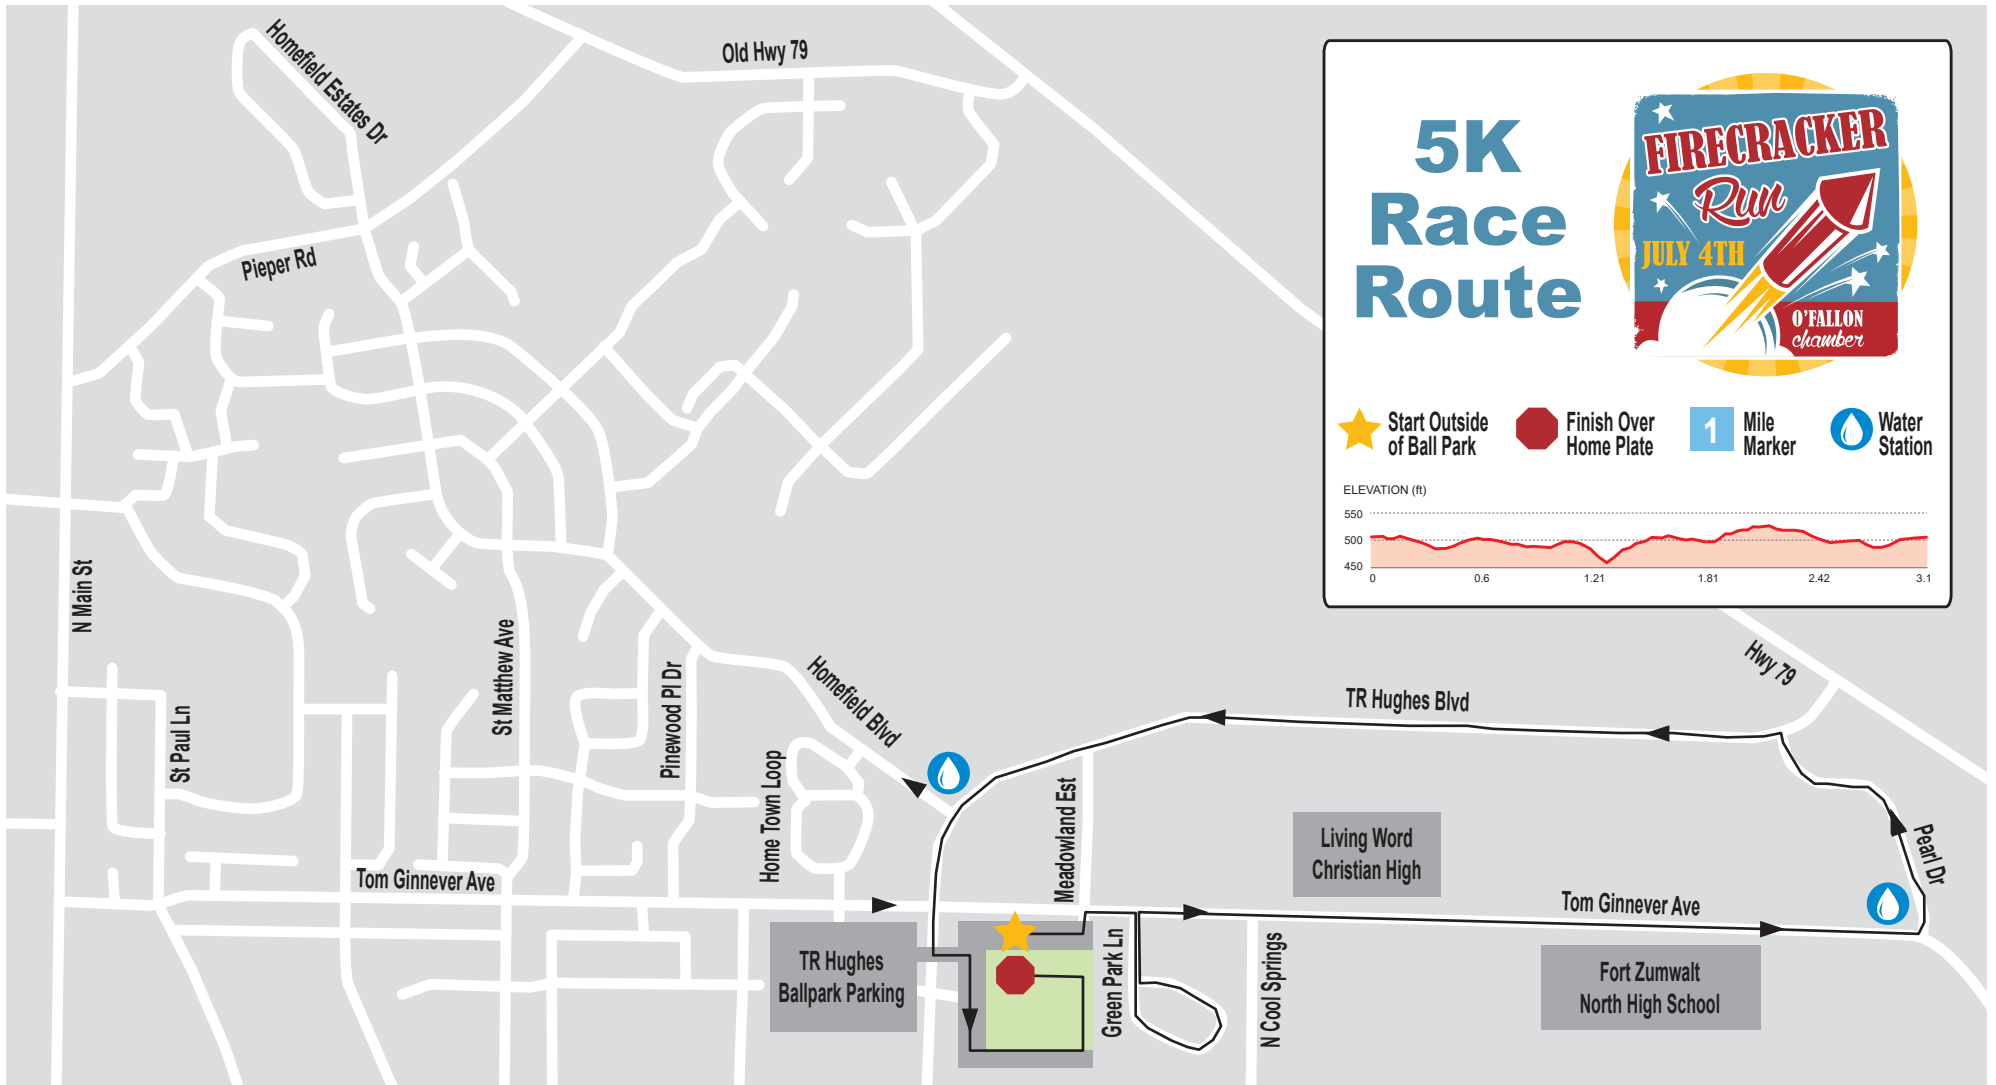 Homefield Estates Dr
Old Hwy 79
Pieper Rd
N Main St
St Paul Ln
St Matthew Ave
Pinewood Pl Dr
Home Town Loop
Homefield Blvd
Tom Ginnever Ave
TR Hughes
Ballpark Parking
Meadowland Est
Green Park Ln
N Cool Springs
TR Hughes Blvd
Living Word
Christian High
Tom Ginnever Ave
Fort Zumwalt
North High School
Pearl Dr
Hwy 79
5K
Race
Route
FIRECRACKER
Run
JULY 4TH
O'FALLON
chamber
Start Outside
of Ball Park
Finish Over
Home Plate
1
Mile
Marker
Water
Station
ELEVATION (ft)
550
500
450
0 0.6 1.21 1.81 2.42 3.1